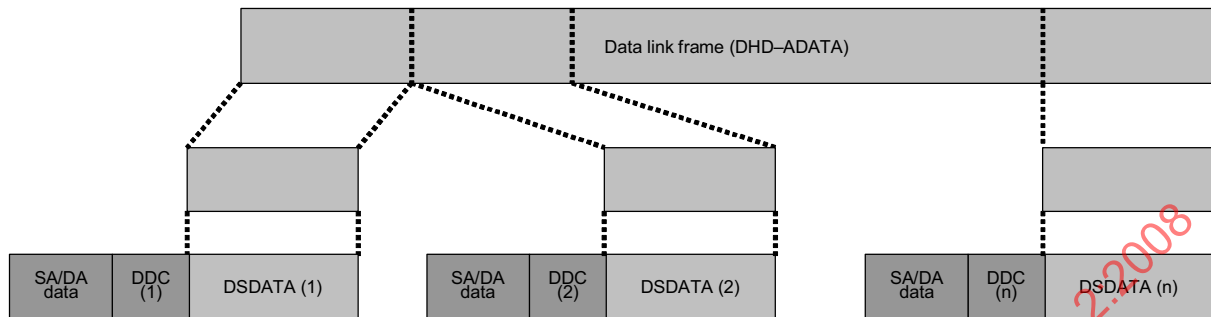 Data link frame (DHD–ADATA)
SA/DA
data
DDC
(1)
DSDATA (1)
SA/DA
data
DDC
(2)
DSDATA (2)
SA/DA
data
DDC
(n)
DSDATA (n)
2:2008